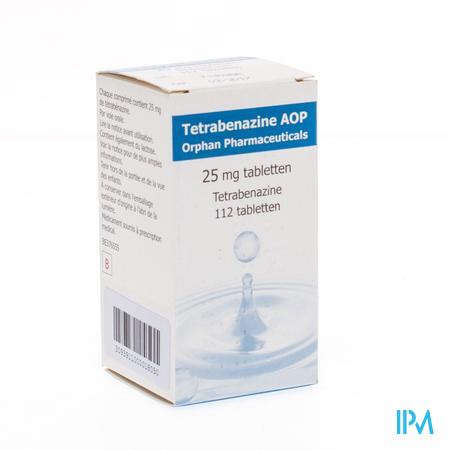 Tetrabenazine AOP
Orphan Pharmaceuticals
25 mg tabletten
Tetrabenazine
112 tabletten
Chaque comprimé contient 25 mg
de tétrabénazine.
Par voie orale.
Lire la notice avant utilisation.
Contient également du lactose.
Voir la notice pour de plus amples
informations.
Tenir hors de la portée et de la vue
des enfants.
A conserver dans l'emballage
extérieur d'origine à l'abri de la
lumière.
Médicament soumis à prescription
médical.
BE376355
B
IPM